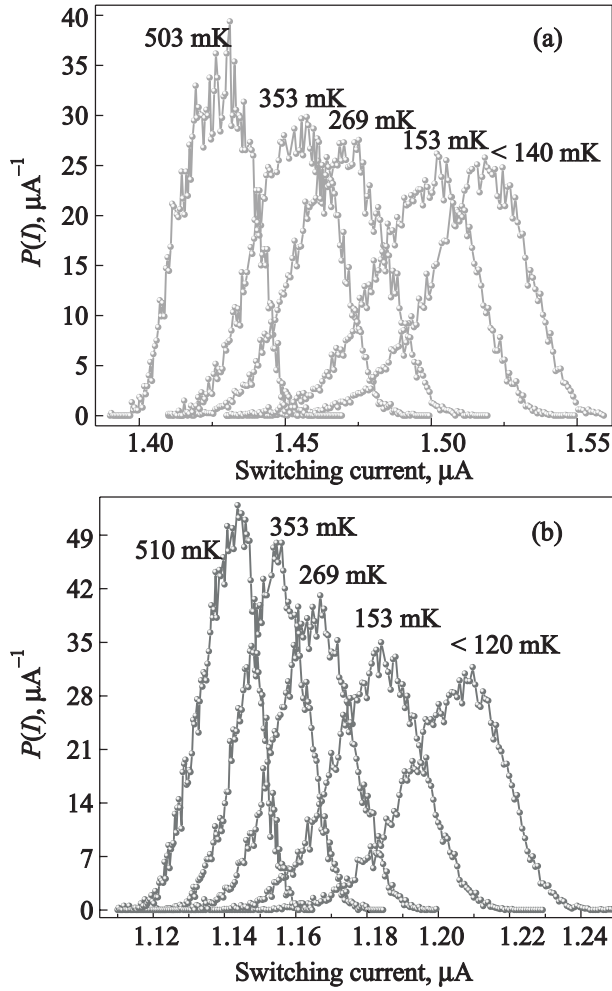 (a)
503 mK
353 mK
269 mK
153 mK
< 140 mK
P(I), μA⁻¹
40
35
30
25
20
15
10
5
0
1.40 1.45 1.50 1.55
Switching current, μA
(b)
510 mK
353 mK
269 mK
153 mK
< 120 mK
P(I), μA⁻¹
49
42
35
28
21
14
7
0
1.12 1.14 1.16 1.18 1.20 1.22 1.24
Switching current, μA